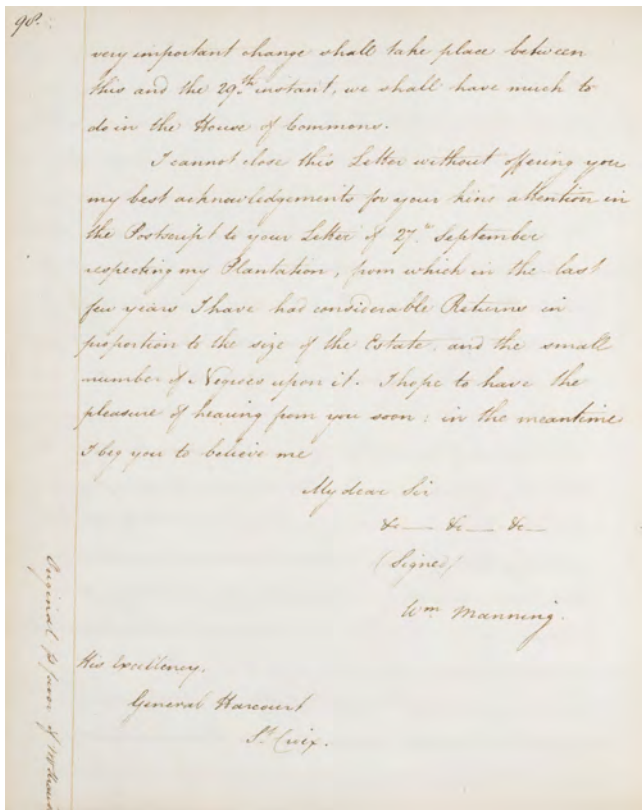 98.
very important change shall take place between
this and the 29th instant, we shall have much to
do in the House of Commons.
I cannot close this Letter without offering you
my best acknowledgements for your kind attention in
the Postscript to your Letter of 27th September
respecting my Plantation, from which in the last
few years I have had considerable Returns in
proportion to the size of the Estate, and the small
number of Negroes upon it. I hope to have the
pleasure of hearing from you soon: in the meantime
I beg you to believe me
My dear Sir
&c— &c— &c—
(Signed)
Wm Manning.
His Excellency,
General Harcourt
St Croix.
Original favor of